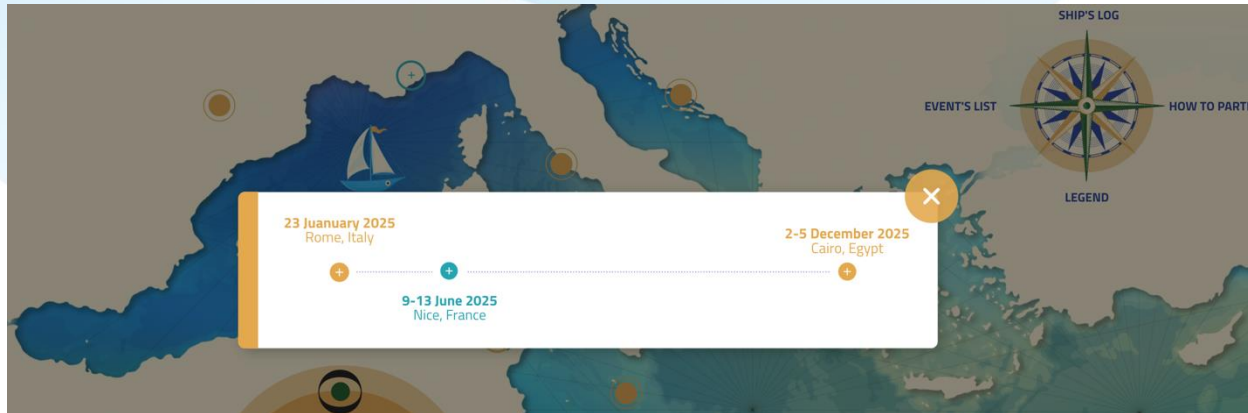 SHIP'S LOG
EVENT'S LIST
HOW TO PARTI
LEGEND
23 Juanuary 2025
Rome, Italy
2-5 December 2025
Cairo, Egypt
9-13 June 2025
Nice, France